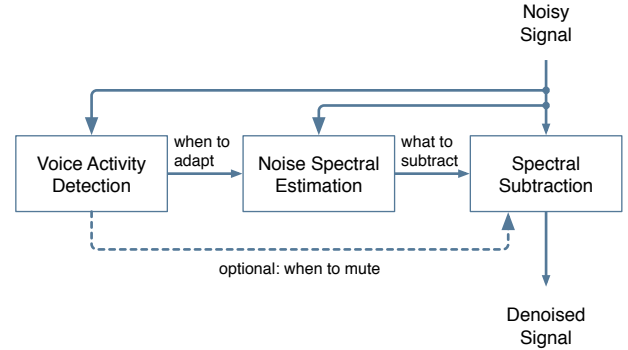 Noisy
Signal
when to
adapt
what to
subtract
Voice Activity
Detection
Noise Spectral
Estimation
Spectral
Subtraction
optional: when to mute
Denoised
Signal